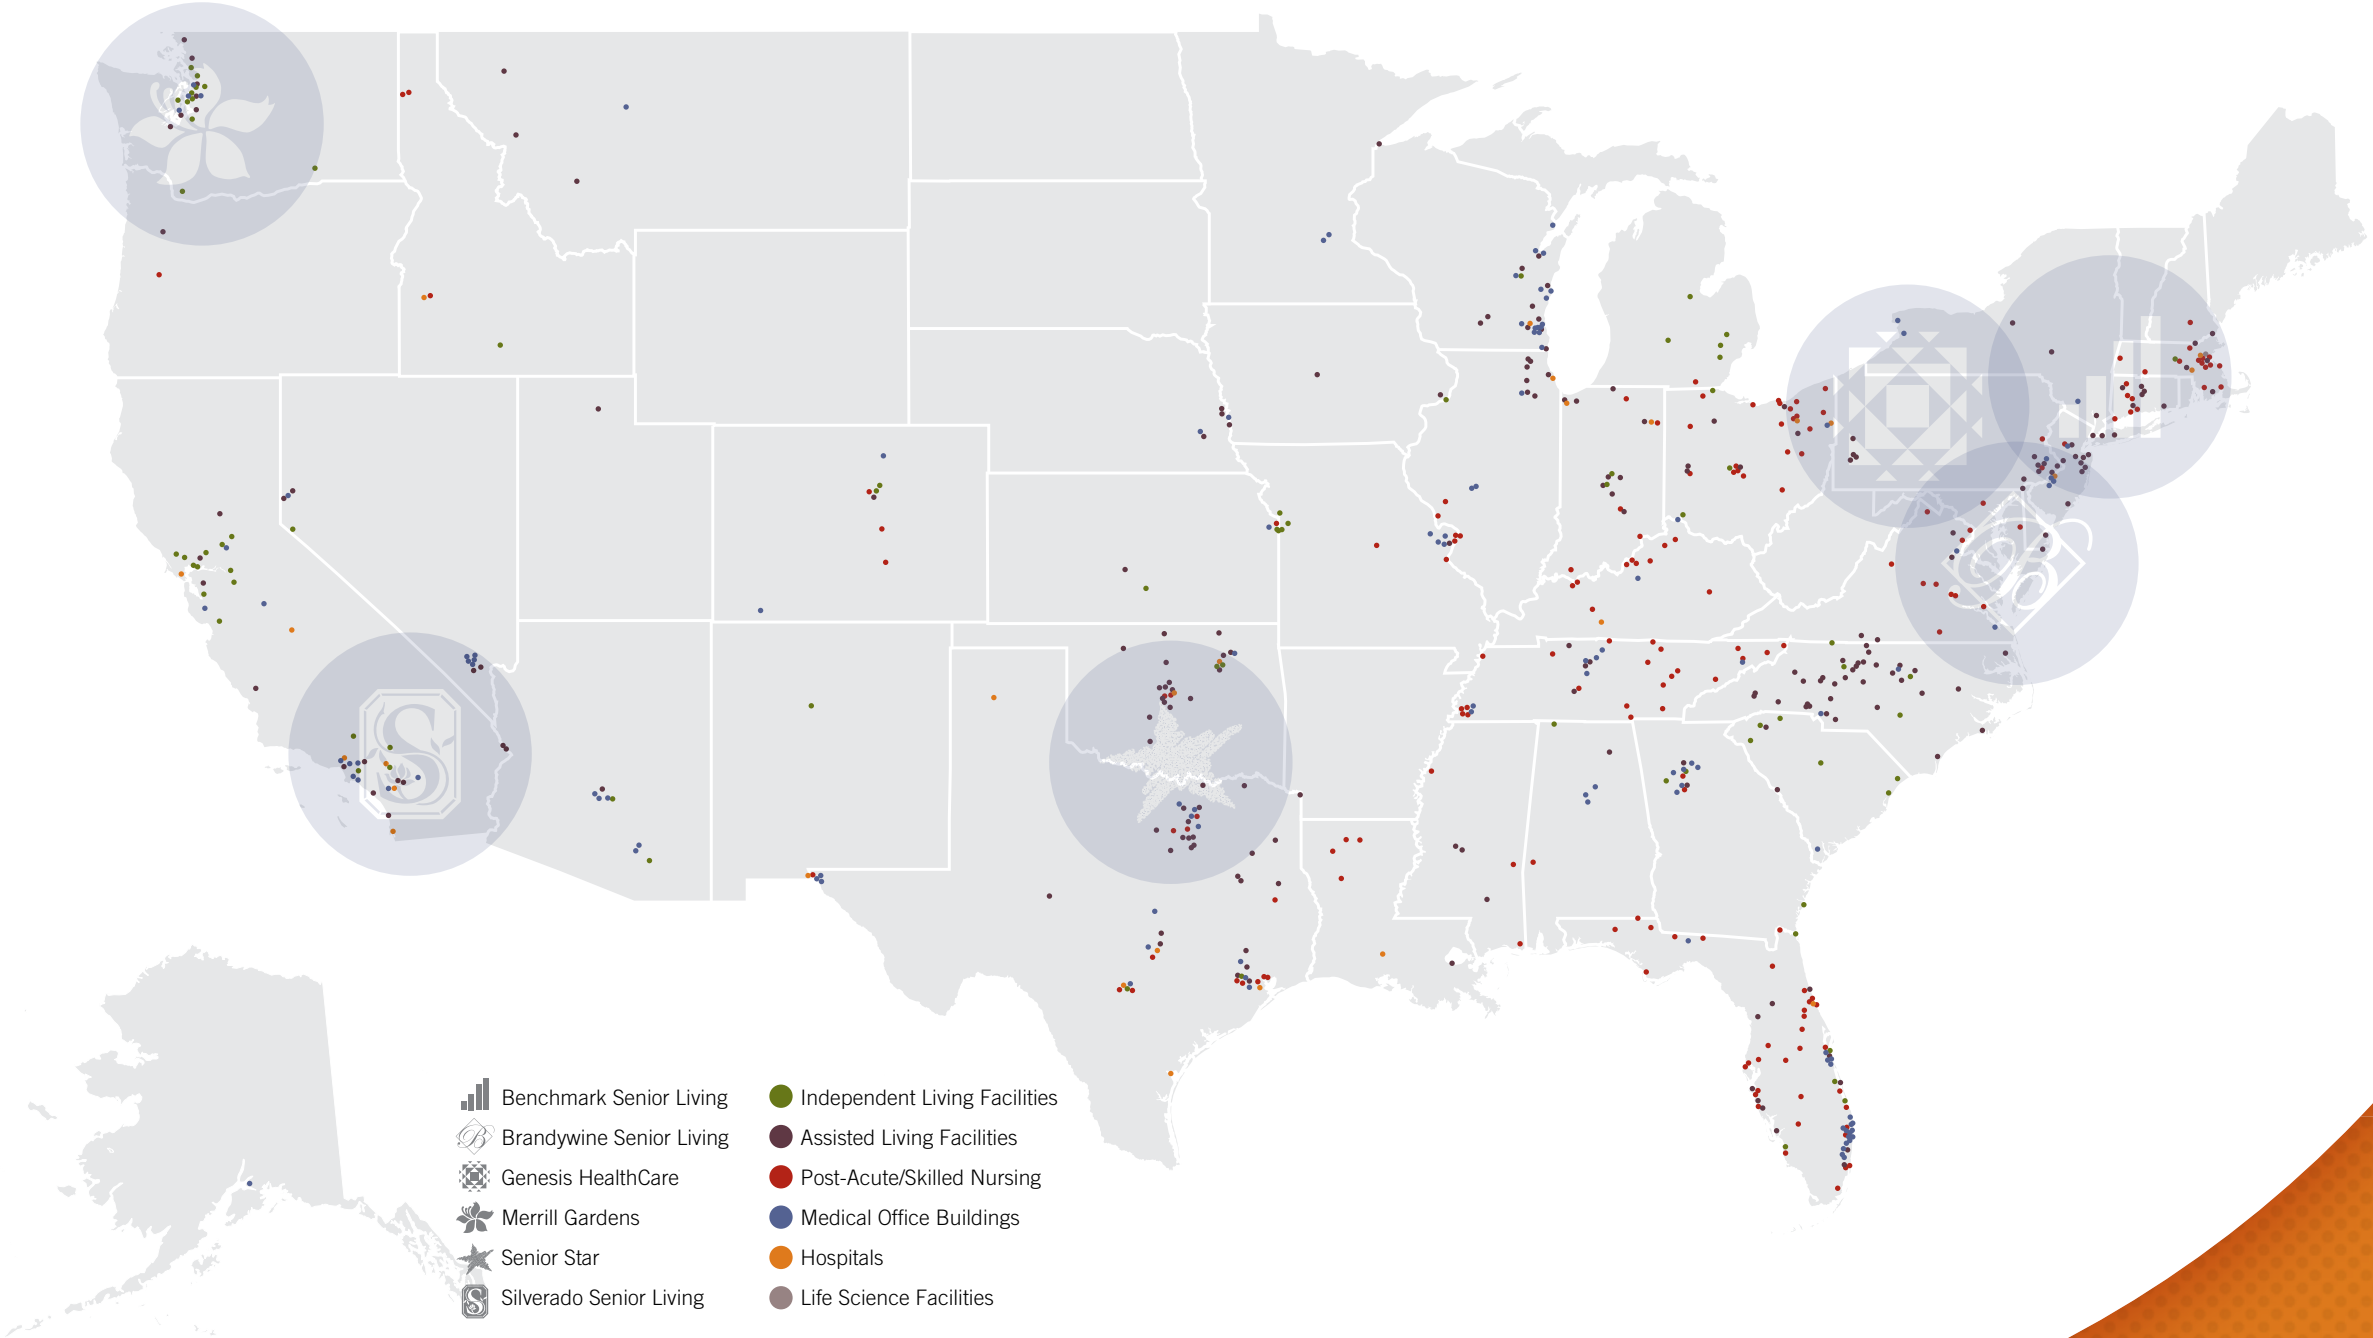 Benchmark Senior Living
Brandywine Senior Living
Genesis HealthCare
Merrill Gardens
Senior Star
Silverado Senior Living
Independent Living Facilities
Assisted Living Facilities
Post-Acute/Skilled Nursing
Medical Office Buildings
Hospitals
Life Science Facilities